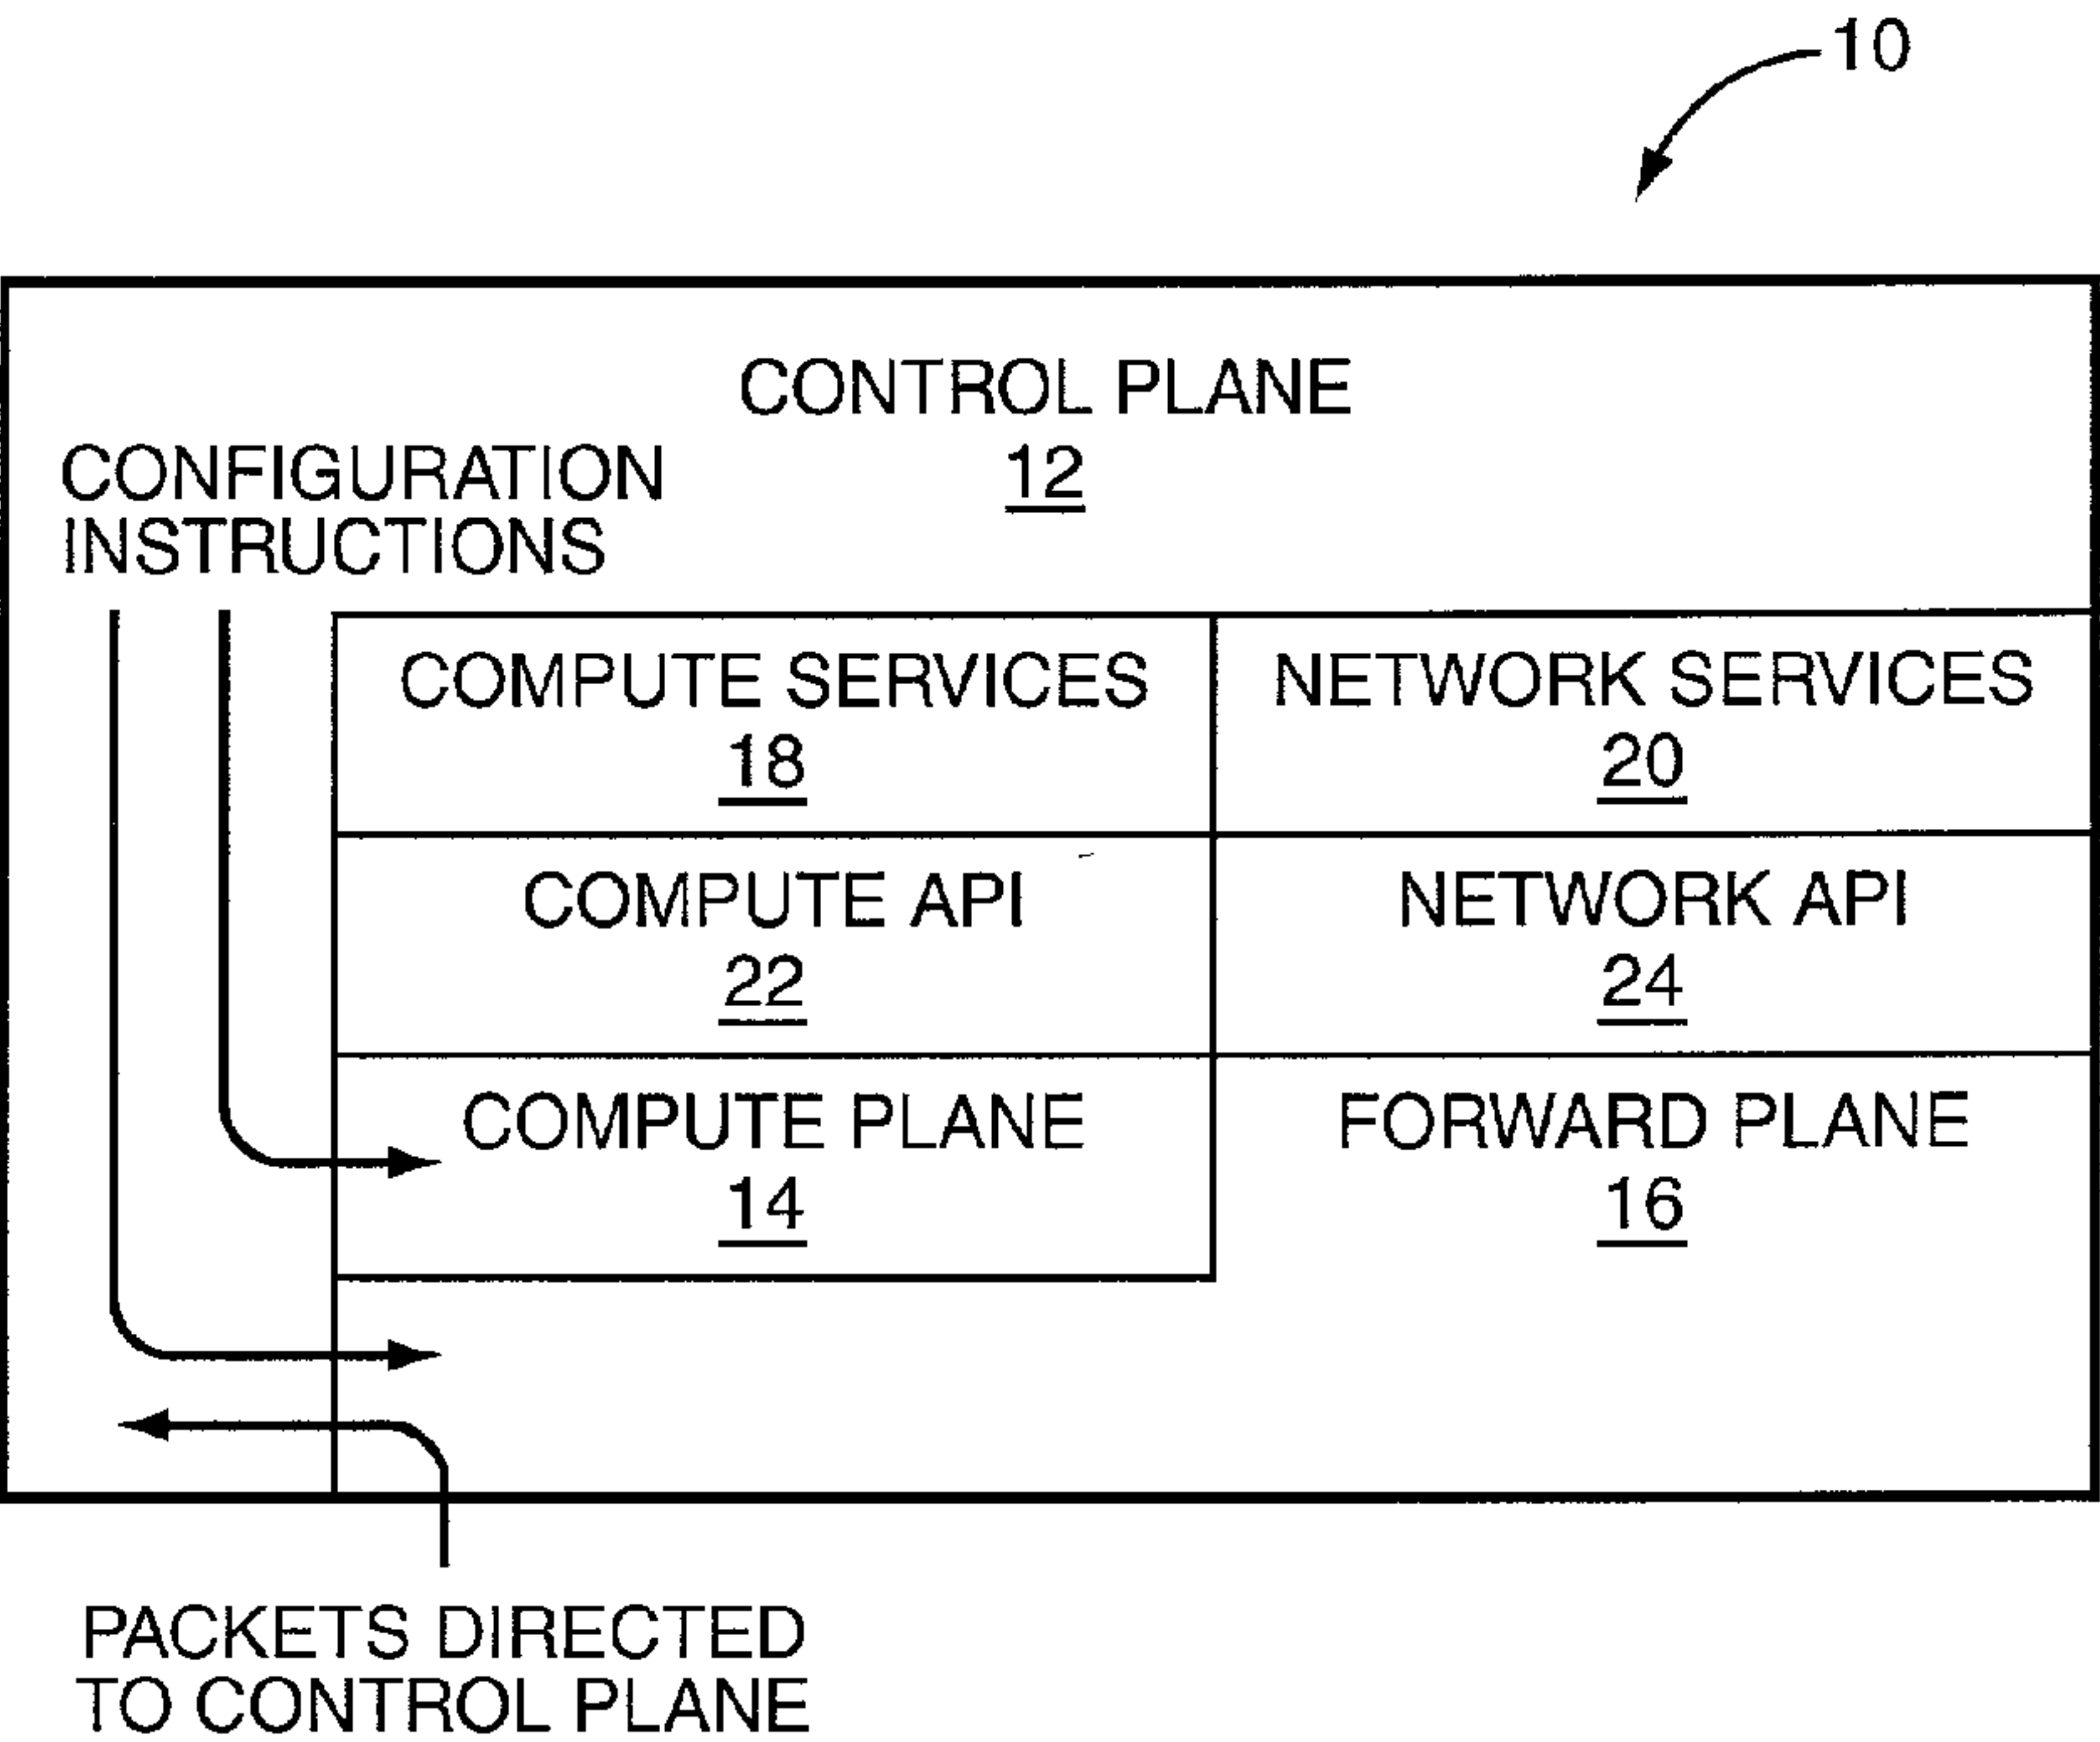 10
CONTROL PLANE
12
CONFIGURATION
INSTRUCTIONS
COMPUTE SERVICES
18
NETWORK SERVICES
20
COMPUTE API
22
NETWORK API
24
COMPUTE PLANE
14
FORWARD PLANE
16
PACKETS DIRECTED
TO CONTROL PLANE